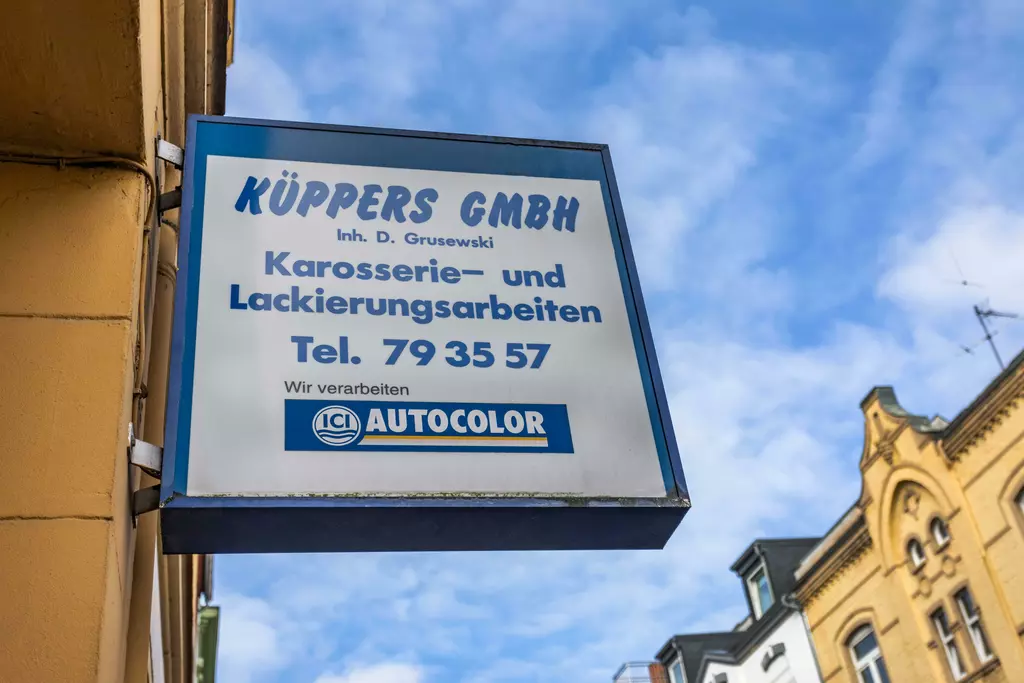 KÜPPERS GMBH
Inh. D. Grusewski
Karosserie- und
Lackierungsarbeiten
Tel. 79 35 57
Wir verarbeiten
ICI AUTOCOLOR